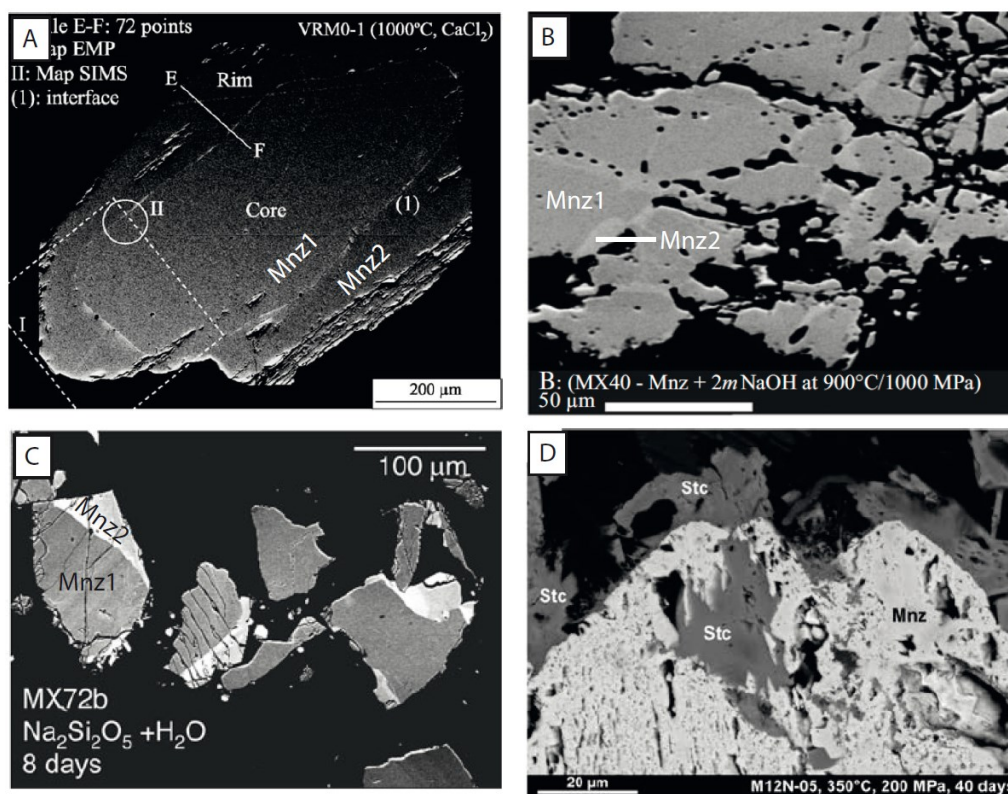 A
le E-F: 72 points
ap EMP
II: Map SIMS
(1): interface
VRM0-1 (1000°C, CaCl₂)
E
Rim
F
II
Core
(1)
Mnz1
Mnz2
I
200 µm
B
Mnz1
Mnz2
B: (MX40 - Mnz + 2m NaOH at 900°C/1000 MPa)
50 µm
C
100 µm
Mnz2
Mnz1
MX72b
Na₂Si₂O₅ +H₂O
8 days
D
Stc
Stc
Stc
Mnz
20 µm
M12N-05, 350°C, 200 MPa, 40 day